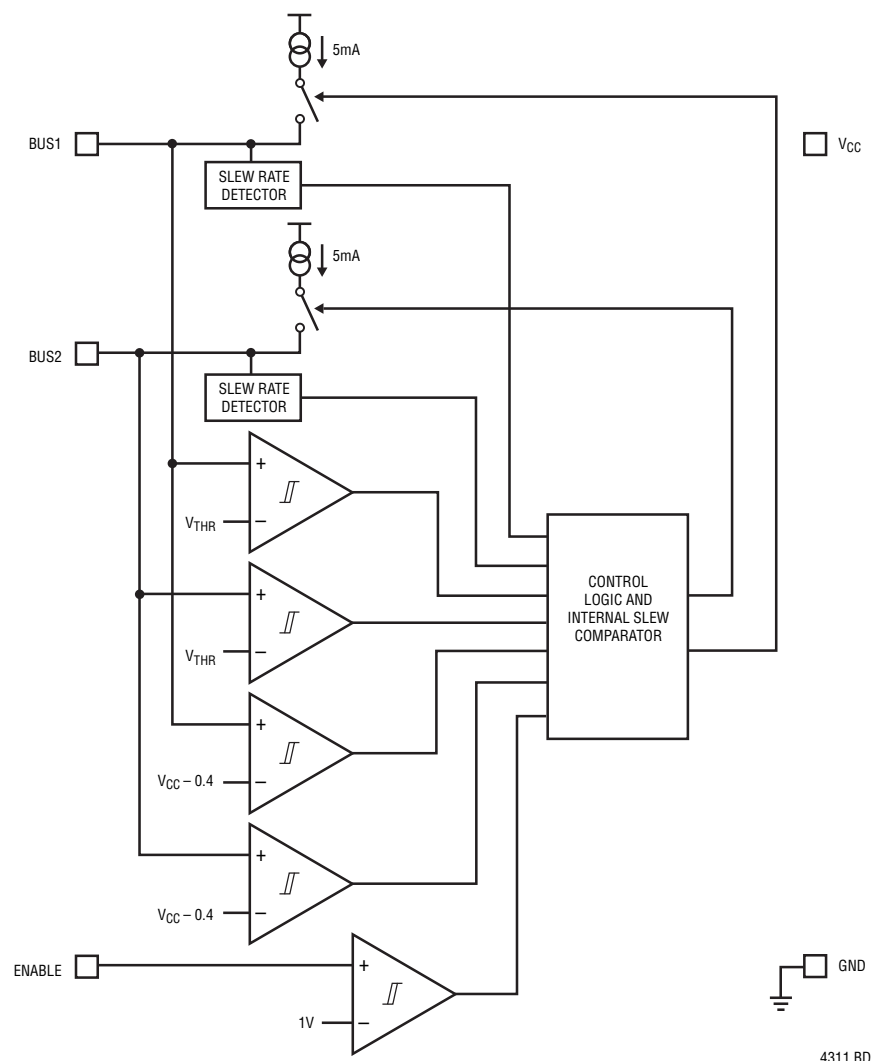 5mA
BUS1
VCC
SLEW RATE
DETECTOR
5mA
BUS2
SLEW RATE
DETECTOR
+
VTHR –
+
VTHR –
CONTROL
LOGIC AND
INTERNAL SLEW
COMPARATOR
+
VCC – 0.4 –
+
VCC – 0.4 –
ENABLE
+
GND
1V –
4311 BD